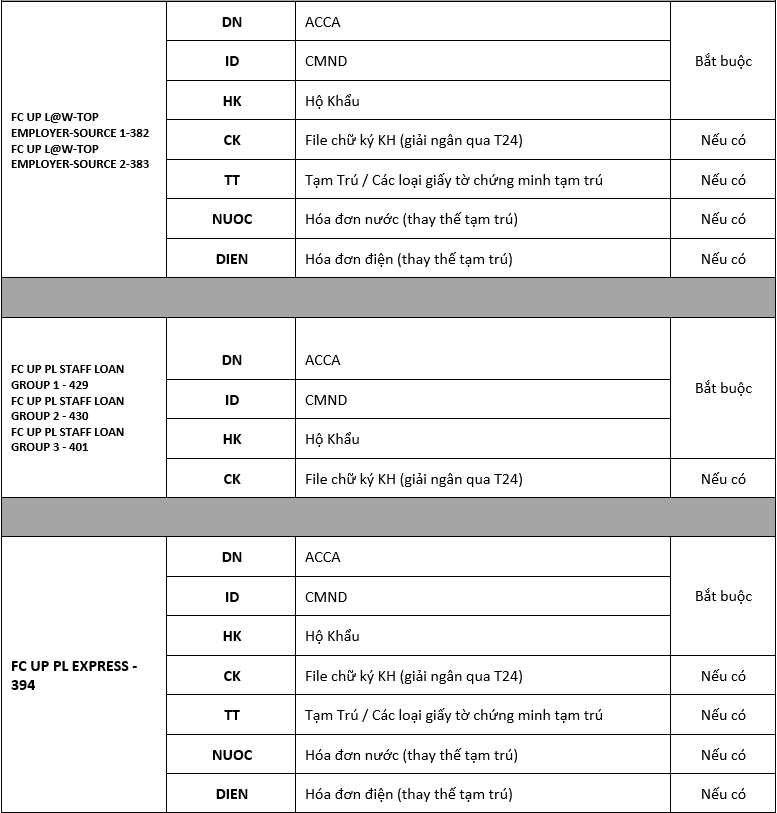 DN ACCA
ID CMND Bắt buộc
HK Hộ Khẩu
FC UP L@W-TOP
EMPLOYER-SOURCE 1-382
FC UP L@W-TOP
EMPLOYER-SOURCE 2-383
CK File chữ ký KH (giải ngân qua T24) Nếu có
TT Tạm Trú / Các loại giấy tờ chứng minh tạm trú Nếu có
NUOC Hóa đơn nước (thay thế tạm trú) Nếu có
DIEN Hóa đơn điện (thay thế tạm trú) Nếu có
FC UP PL STAFF LOAN
GROUP 1 - 429
FC UP PL STAFF LOAN
GROUP 2 - 430
FC UP PL STAFF LOAN
GROUP 3 - 401
DN ACCA Bắt buộc
ID CMND
HK Hộ Khẩu
CK File chữ ký KH (giải ngân qua T24) Nếu có
FC UP PL EXPRESS -
394
DN ACCA
ID CMND Bắt buộc
HK Hộ Khẩu
CK File chữ ký KH (giải ngân qua T24) Nếu có
TT Tạm Trú / Các loại giấy tờ chứng minh tạm trú Nếu có
NUOC Hóa đơn nước (thay thế tạm trú) Nếu có
DIEN Hóa đơn điện (thay thế tạm trú) Nếu có